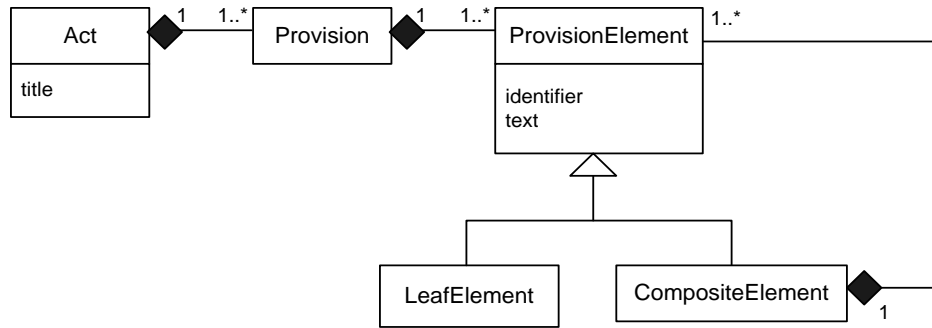 Act
1
1..*
Provision
1
1..*
ProvisionElement
1..*
title
identifier
text
LeafElement
CompositeElement
1